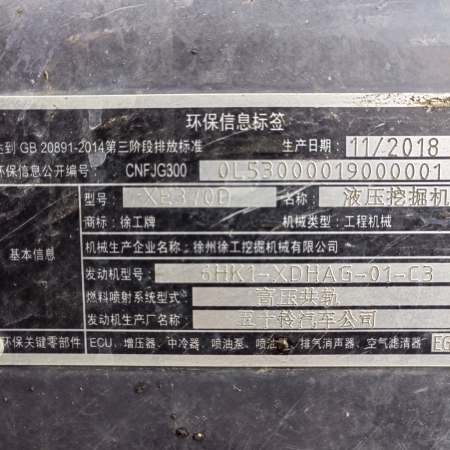 环保信息标签
达到 GB 20891-2014第三阶段排放标准 生产日期: 11/2018
环保信息公开编号: CNFJG300 0L53000019000001
型号: XE370D 名称: 液压挖掘机
商标: 徐工牌 机械类型: 工程机械
基本信息
机械生产企业名称: 徐州徐工挖掘机械有限公司
发动机型号: 6HK1-XDHAG-01-C3
燃料喷射系统型式: 高压共轨
发动机生产厂名称: 五十铃汽车公司
环保关键零部件 ECU、增压器、中冷器、喷油泵、喷油器、排气消声器、空气滤清器 EG